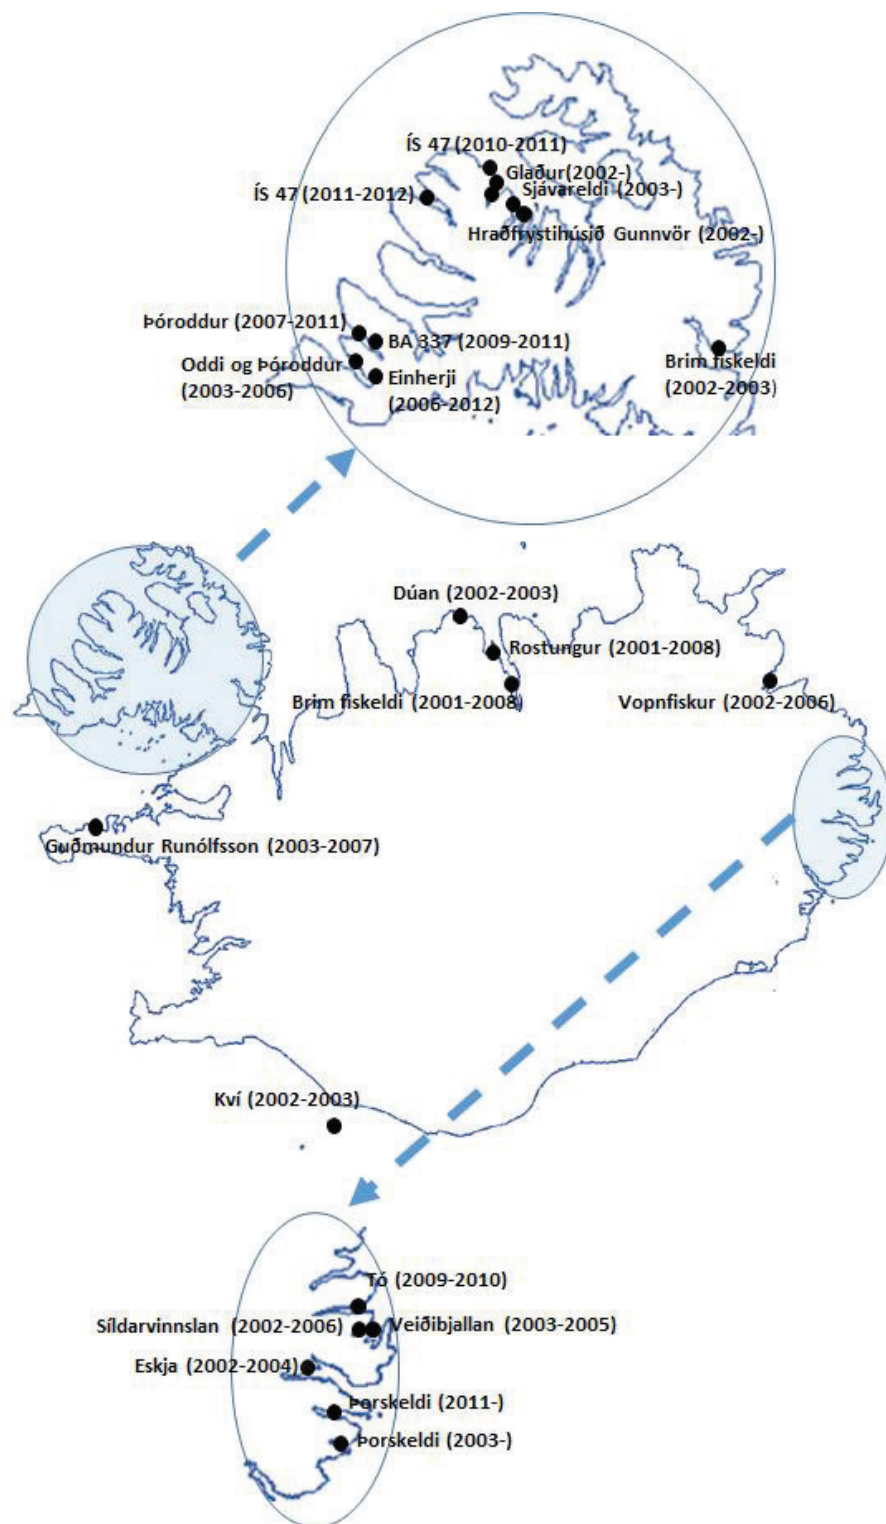 ÍS 47 (2010-2011)
Glaður(2002-)
Sjávareldi (2003-)
ÍS 47 (2011-2012)
Hraðfrystihúsið Gunnvör (2002-)
Þóroddur (2007-2011)
BA 337 (2009-2011)
Oddi og Þóroddur
(2003-2006)
Einherji
(2006-2012)
Brim fiskeldi
(2002-2003)
Dúan (2002-2003)
Rostungur (2001-2008)
Brim fiskeldi (2001-2008)
Vopnfiskur (2002-2006)
Guðmundur Runólfsson (2003-2007)
Kví (2002-2003)
Tó (2009-2010)
Síldarvinnslan (2002-2006)
Veiðibjallan (2003-2005)
Eskja (2002-2004)
Þorskeldi (2011-)
Þorskeldi (2003-)